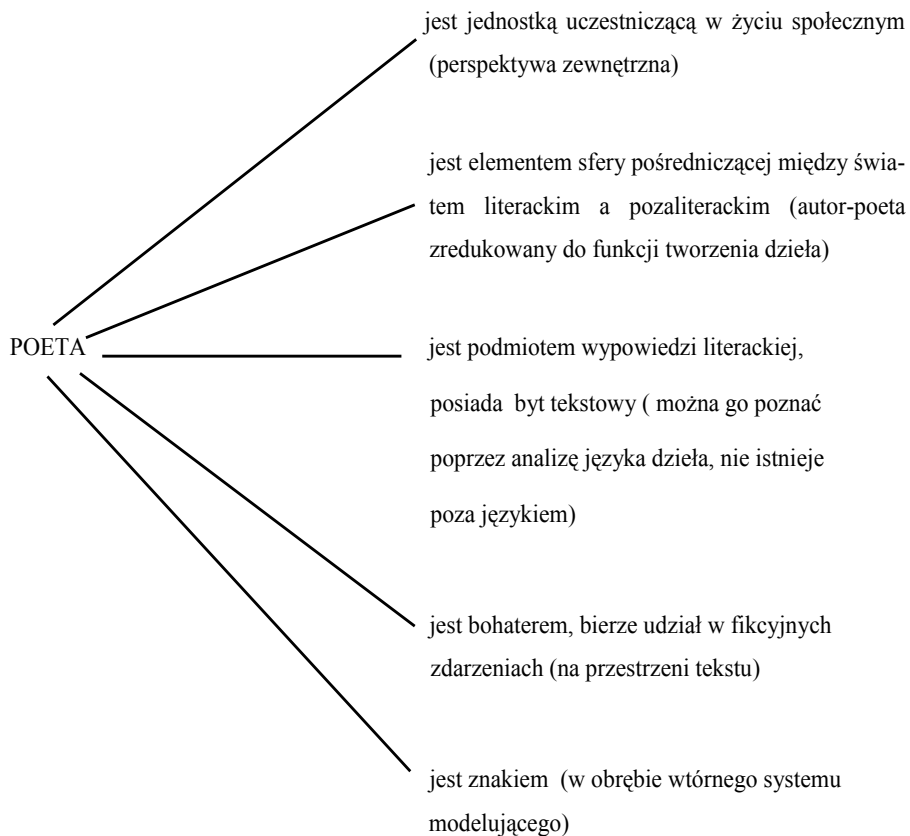 jest jednostką uczestniczącą w życiu społecznym
(perspektywa zewnętrzna)
jest elementem sfery pośredniczącej między świa-
tem literackim a pozaliterackim (autor-poeta
zredukowany do funkcji tworzenia dzieła)
POETA
jest podmiotem wypowiedzi literackiej,
posiada byt tekstowy ( można go poznać
poprzez analizę języka dzieła, nie istnieje
poza językiem)
jest bohaterem, bierze udział w fikcyjnych
zdarzeniach (na przestrzeni tekstu)
jest znakiem (w obrębie wtórnego systemu
modelującego)